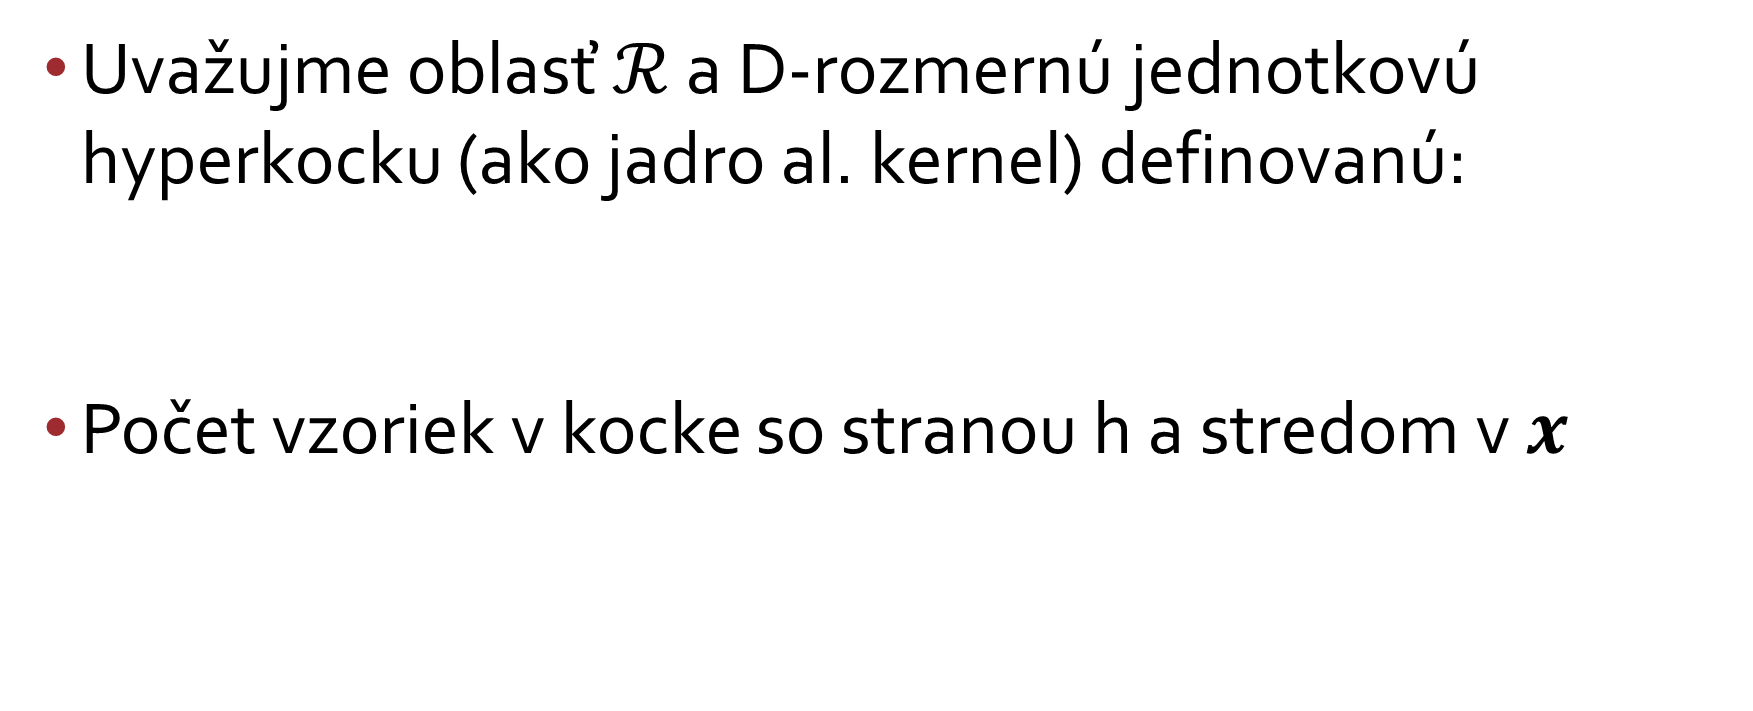 • Uvažujme oblasť ℛ a D-rozmernú jednotkovú
hyperkocku (ako jadro al. kernel) definovanú:
• Počet vzoriek v kocke so stranou h a stredom v 𝒙